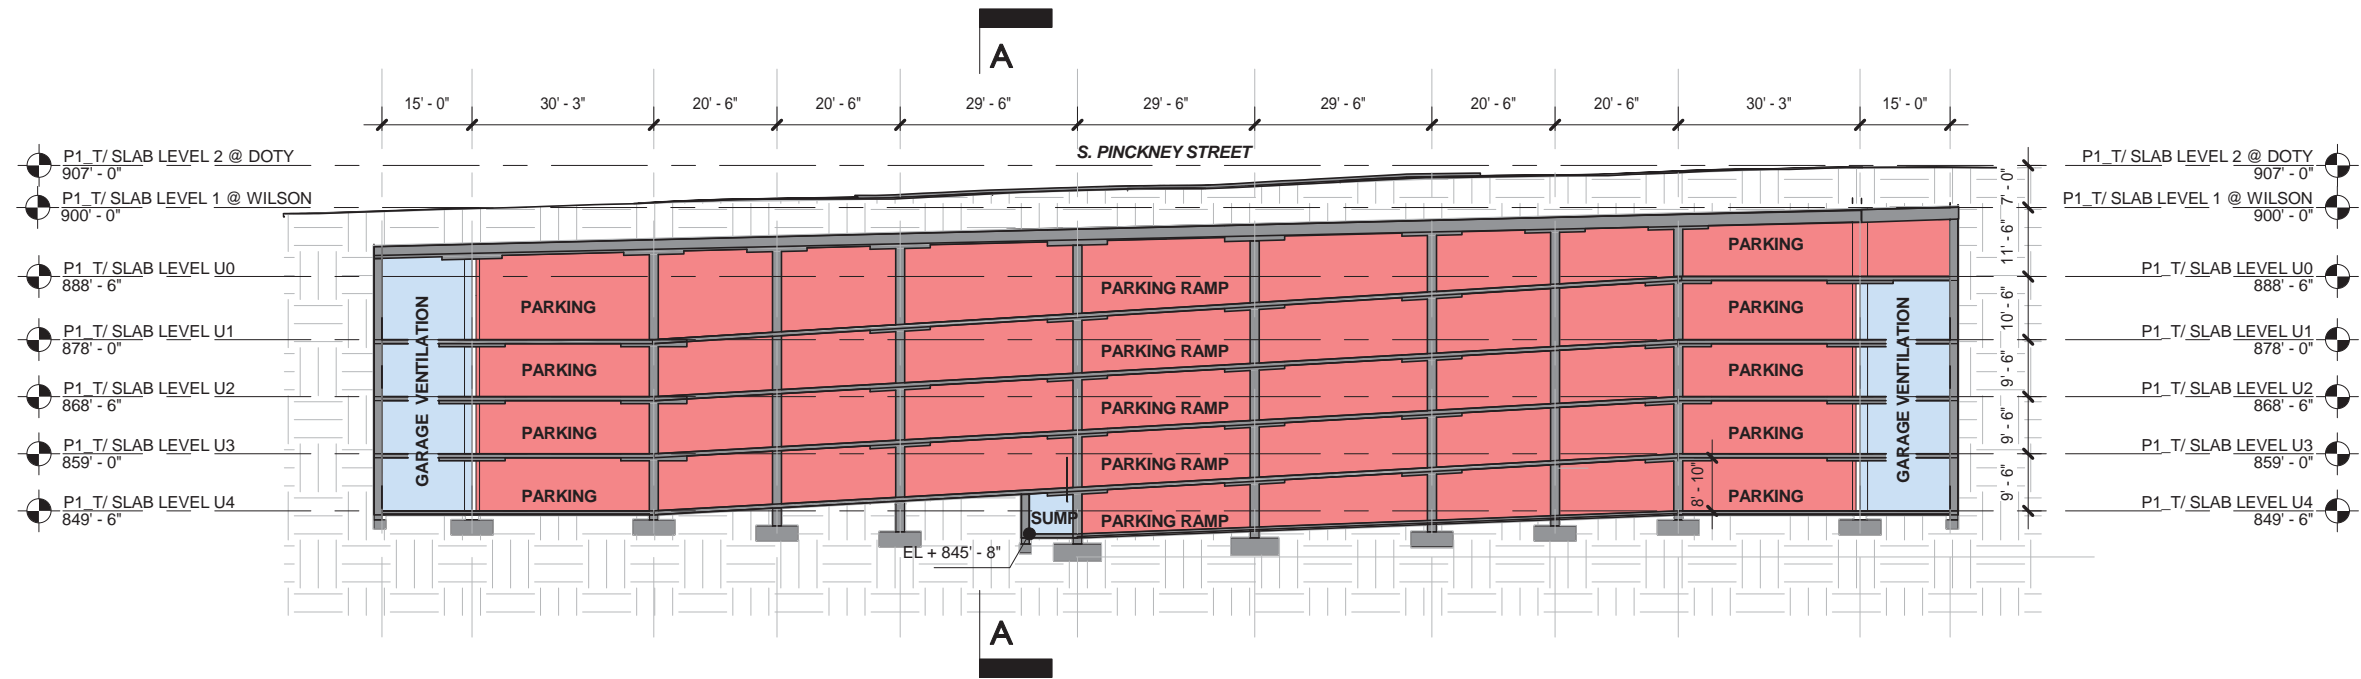 A
15' - 0"
30' - 3"
20' - 6"
20' - 6"
29' - 6"
29' - 6"
29' - 6"
20' - 6"
20' - 6"
30' - 3"
15' - 0"
S. PINCKNEY STREET
P1_T/ SLAB LEVEL 2 @ DOTY
907' - 0"
P1_T/ SLAB LEVEL 1 @ WILSON
900' - 0"
P1_T/ SLAB LEVEL U0
888' - 6"
P1_T/ SLAB LEVEL U1
878' - 0"
P1_T/ SLAB LEVEL U2
868' - 6"
P1_T/ SLAB LEVEL U3
859' - 0"
P1_T/ SLAB LEVEL U4
849' - 6"
GARAGE VENTILATION
PARKING
PARKING
PARKING
PARKING
PARKING RAMP
PARKING RAMP
PARKING RAMP
PARKING RAMP
PARKING RAMP
SUMP
EL + 845' - 8"
PARKING
PARKING
PARKING
PARKING
PARKING
8' - 10"
GARAGE VENTILATION
7' - 0"
11' - 6"
10' - 6"
9' - 6"
9' - 6"
9' - 6"
P1_T/ SLAB LEVEL 2 @ DOTY
907' - 0"
P1_T/ SLAB LEVEL 1 @ WILSON
900' - 0"
P1_T/ SLAB LEVEL U0
888' - 6"
P1_T/ SLAB LEVEL U1
878' - 0"
P1_T/ SLAB LEVEL U2
868' - 6"
P1_T/ SLAB LEVEL U3
859' - 0"
P1_T/ SLAB LEVEL U4
849' - 6"
A